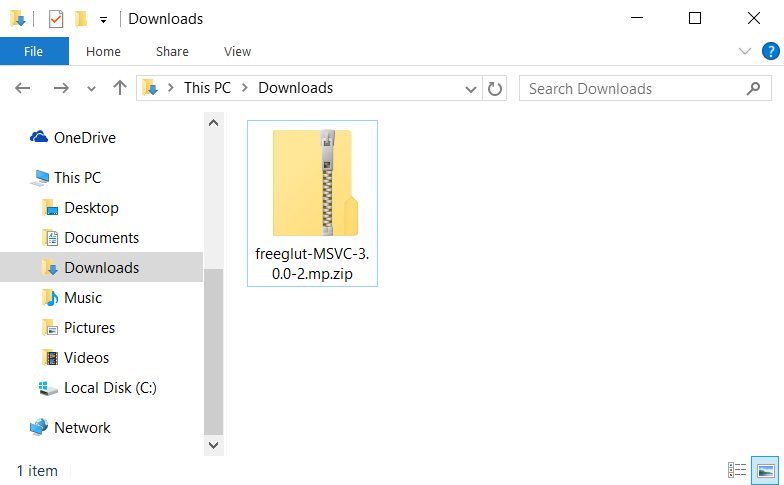 Downloads
File Home Share View
This PC Downloads
Search Downloads
OneDrive
This PC
Desktop
Documents
Downloads
Music
Pictures
Videos
Local Disk (C:)
Network
freeglut-MSVC-3.
0.0-2.mp.zip
1 item